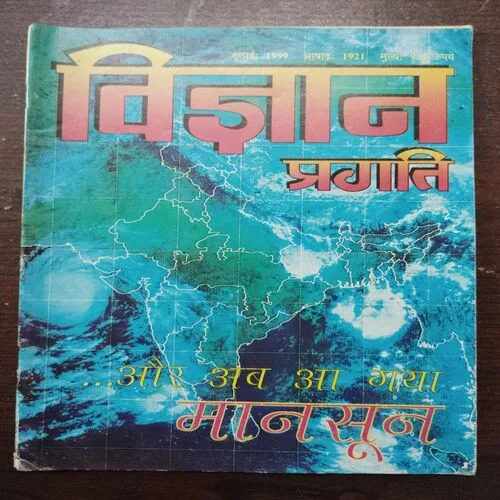 जुलाई: 1999 आषाढ़: 1921 मूल्य: रुपये
विज्ञान
प्रगति
...और अब आ गया
मानसून